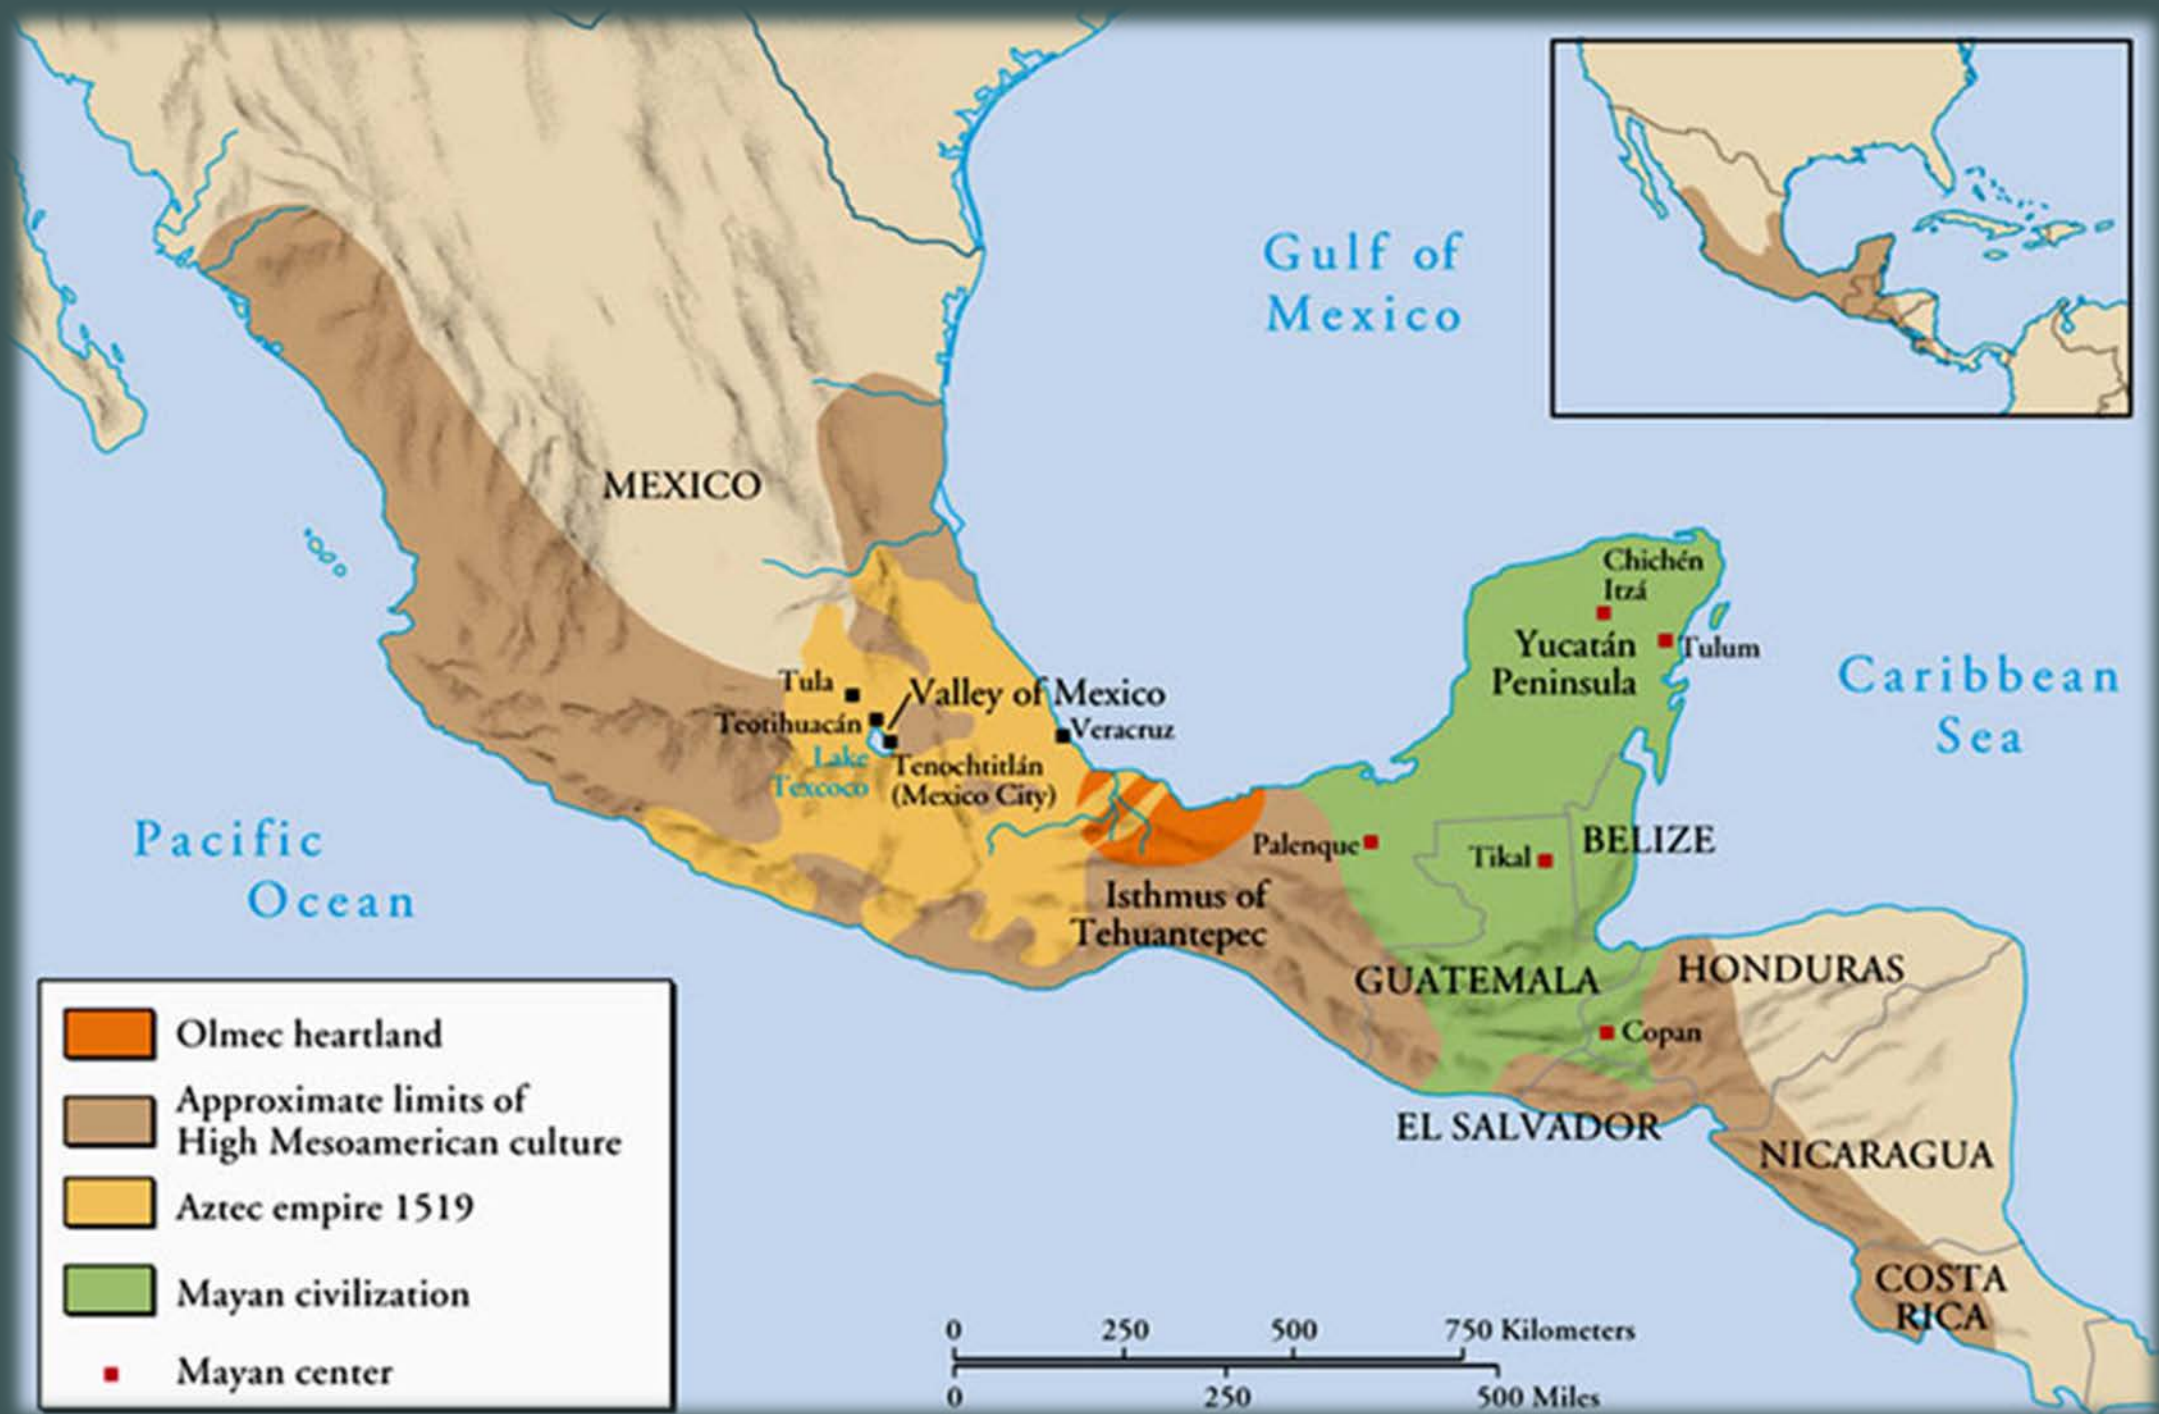 Gulf of
Mexico
MEXICO
Chichén
Itzá
Yucatán
Peninsula
Tulum
Caribbean
Sea
Tula
Valley of Mexico
Teotihuacán
Veracruz
Lake
Texcoco
Tenochtitlán
(Mexico City)
Pacific
Ocean
Palenque
Tikal
BELIZE
Isthmus of
Tehuantepec
GUATEMALA
HONDURAS
Copan
EL SALVADOR
NICARAGUA
COSTA
RICA
Olmec heartland
Approximate limits of
High Mesoamerican culture
Aztec empire 1519
Mayan civilization
Mayan center
0 250 500 750 Kilometers
0 250 500 Miles